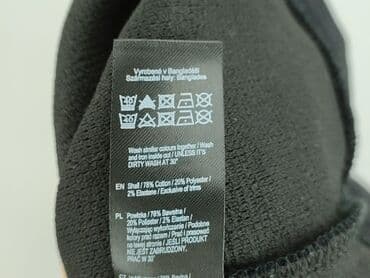 Vyrobeno v Bangladéši
Származási hely: Banglades
Wash similar colours together / Wash
and iron inside out / UNLESS IT'S
DIRTY WASH AT 30°
EN Shell / 78% Cotton / 20% Polyester /
2% Elastane / Exclusive of trims
PL Powłoka / 78% Bawełna /
20% Poliester / 2% Elastan /
Wyłączając wykończenia / Podobne
kolory prać razem / Prać i prasować
na lewej stronie / JEŚLI PRODUKT
NIE JEST ZABRUDZONY,
PRAĆ W 30°